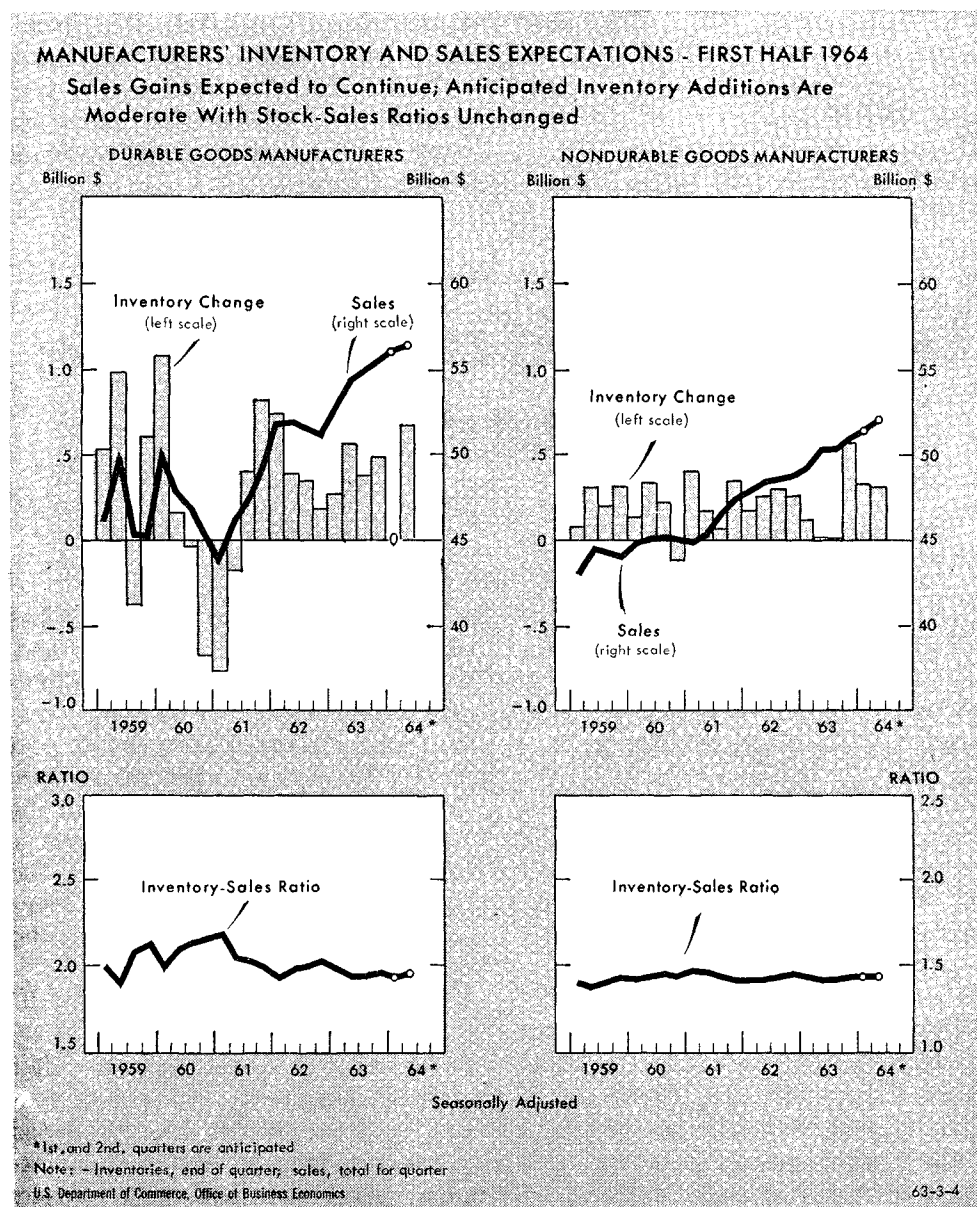 MANUFACTURERS' INVENTORY AND SALES EXPECTATIONS - FIRST HALF 1964
Sales Gains Expected to Continue; Anticipated Inventory Additions Are
Moderate With Stock-Sales Ratios Unchanged
DURABLE GOODS MANUFACTURERS
Billion $ Billion $
1.5 60
Inventory Change
(left scale)
Sales
(right scale)
1.0 55
.5 50
0 0 45
-.5 40
-1.0
1959 60 61 62 63 64 *
NONDURABLE GOODS MANUFACTURERS
Billion $ Billion $
1.5 60
1.0 55
Inventory Change
(left scale)
.5 50
0 45
-.5 40
Sales
(right scale)
-1.0
1959 60 61 62 63 64 *
RATIO
3.0
2.5
Inventory-Sales Ratio
2.0
1.5
1959 60 61 62 63 64 *
RATIO
2.5
2.0
Inventory-Sales Ratio
1.5
1.0
1959 60 61 62 63 64 *
Seasonally Adjusted
*1st.and 2nd. quarters are anticipated
Note: - Inventories, end of quarter; sales, total for quarter
U.S. Department of Commerce, Office of Business Economics 63-3-4